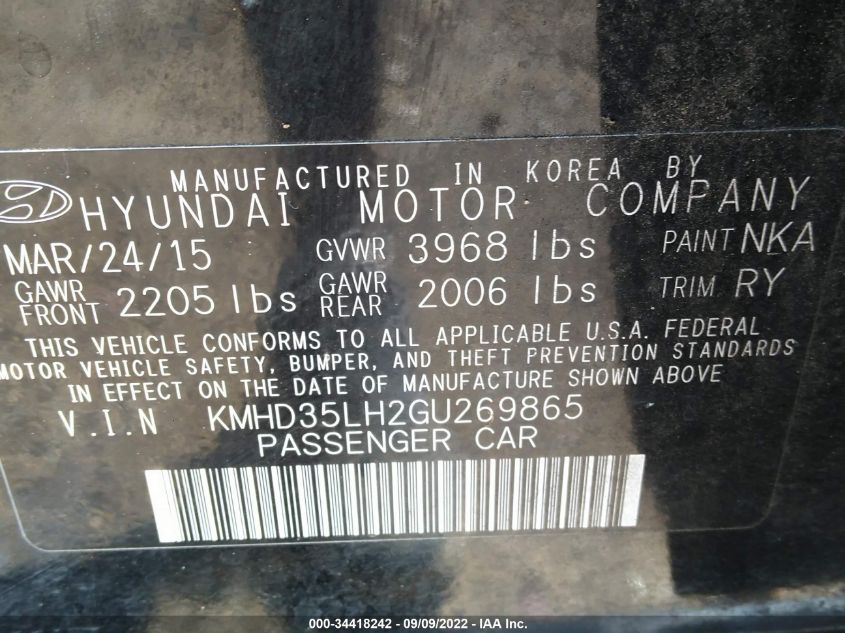 MANUFACTURED IN KOREA BY
HYUNDAI MOTOR COMPANY
MAR/24/15 GVWR 3968 lbs PAINT NKA
GAWR FRONT 2205 lbs GAWR REAR 2006 lbs TRIM RY
THIS VEHICLE CONFORMS TO ALL APPLICABLE U.S.A. FEDERAL
MOTOR VEHICLE SAFETY, BUMPER, AND THEFT PREVENTION STANDARDS
IN EFFECT ON THE DATE OF MANUFACTURE SHOWN ABOVE
V.I.N KMHD35LH2GU269865
PASSENGER CAR
000-34418242 - 09/09/2022 - IAA Inc.